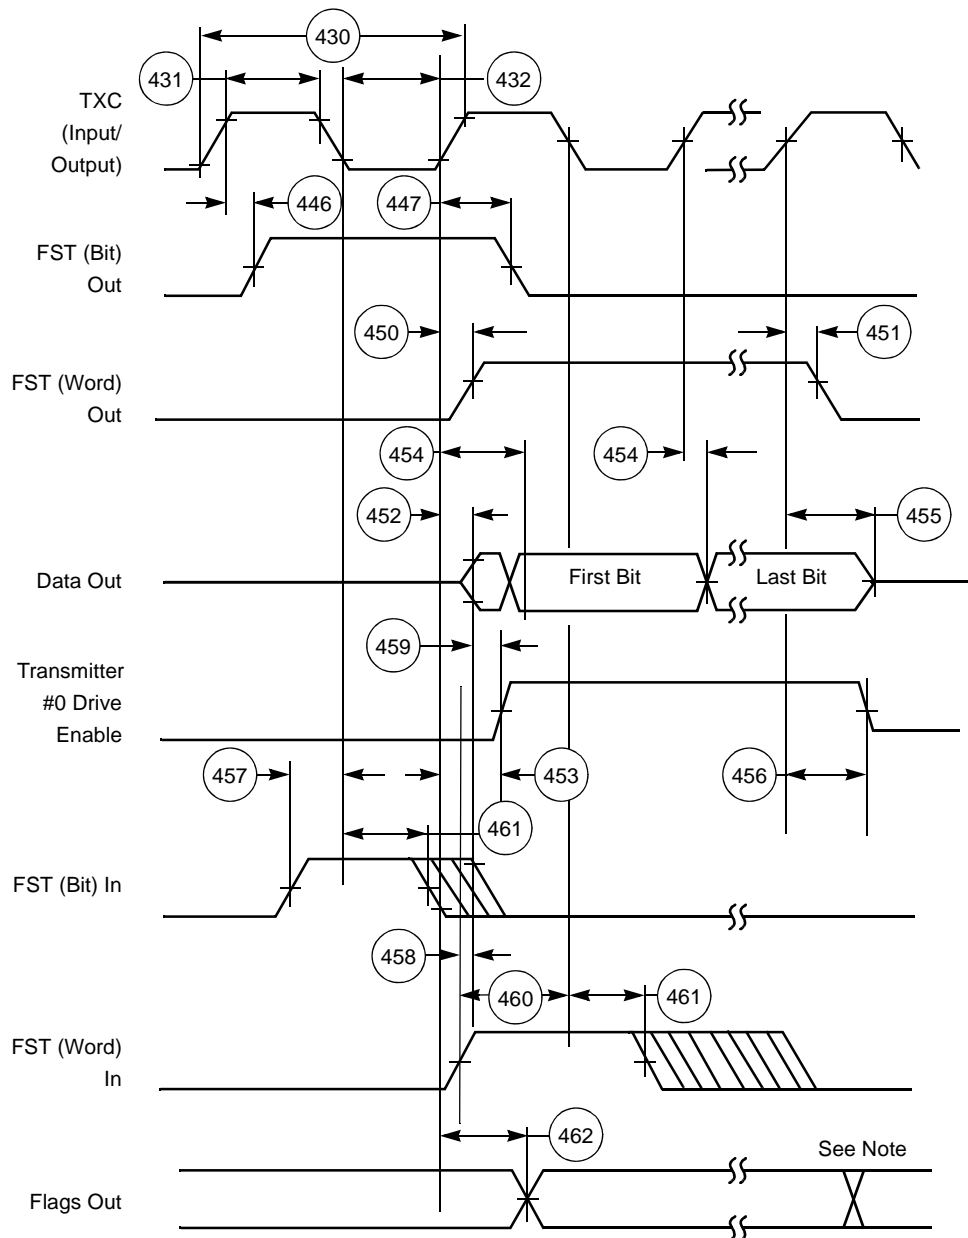 430
431
432
TXC
(Input/
Output)
446
447
FST (Bit)
Out
450
451
FST (Word)
Out
454
454
452
455
Data Out
First Bit
Last Bit
459
Transmitter
#0 Drive
Enable
457
453
456
461
FST (Bit) In
458
460
461
FST (Word)
In
462
See Note
Flags Out